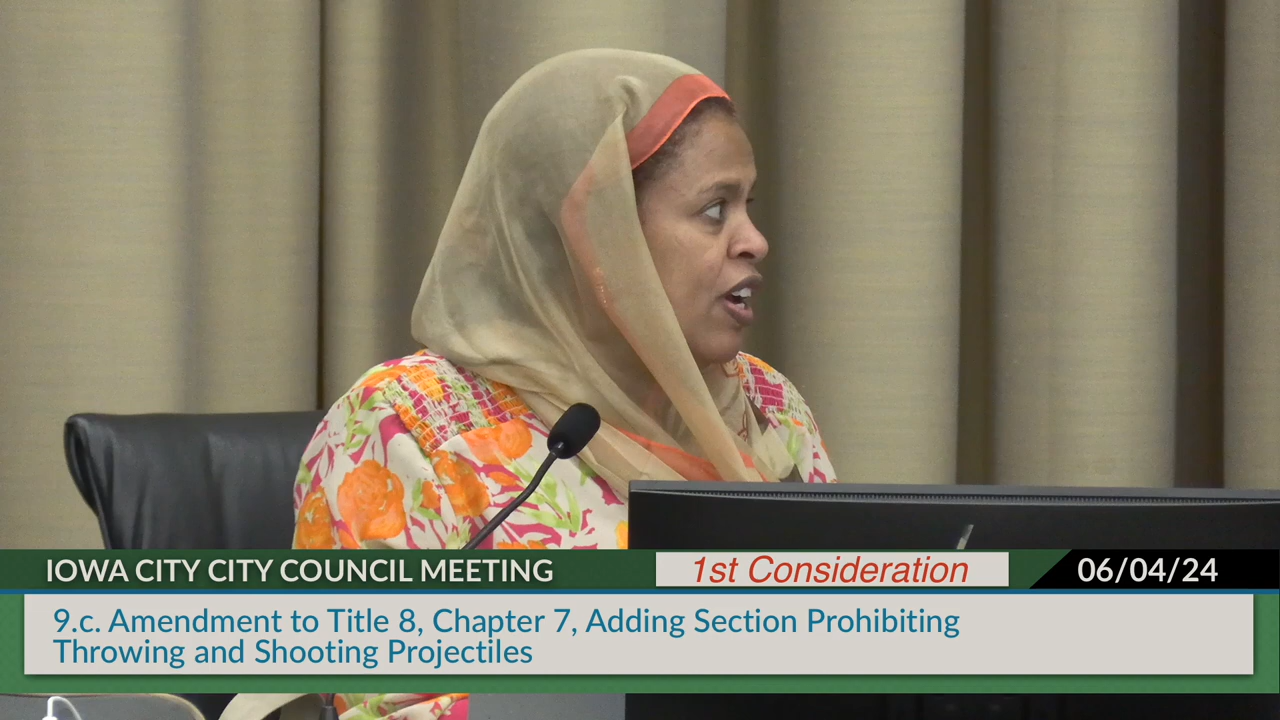 IOWA CITY CITY COUNCIL MEETING
1st Consideration
06/04/24
9.c. Amendment to Title 8, Chapter 7, Adding Section Prohibiting
Throwing and Shooting Projectiles